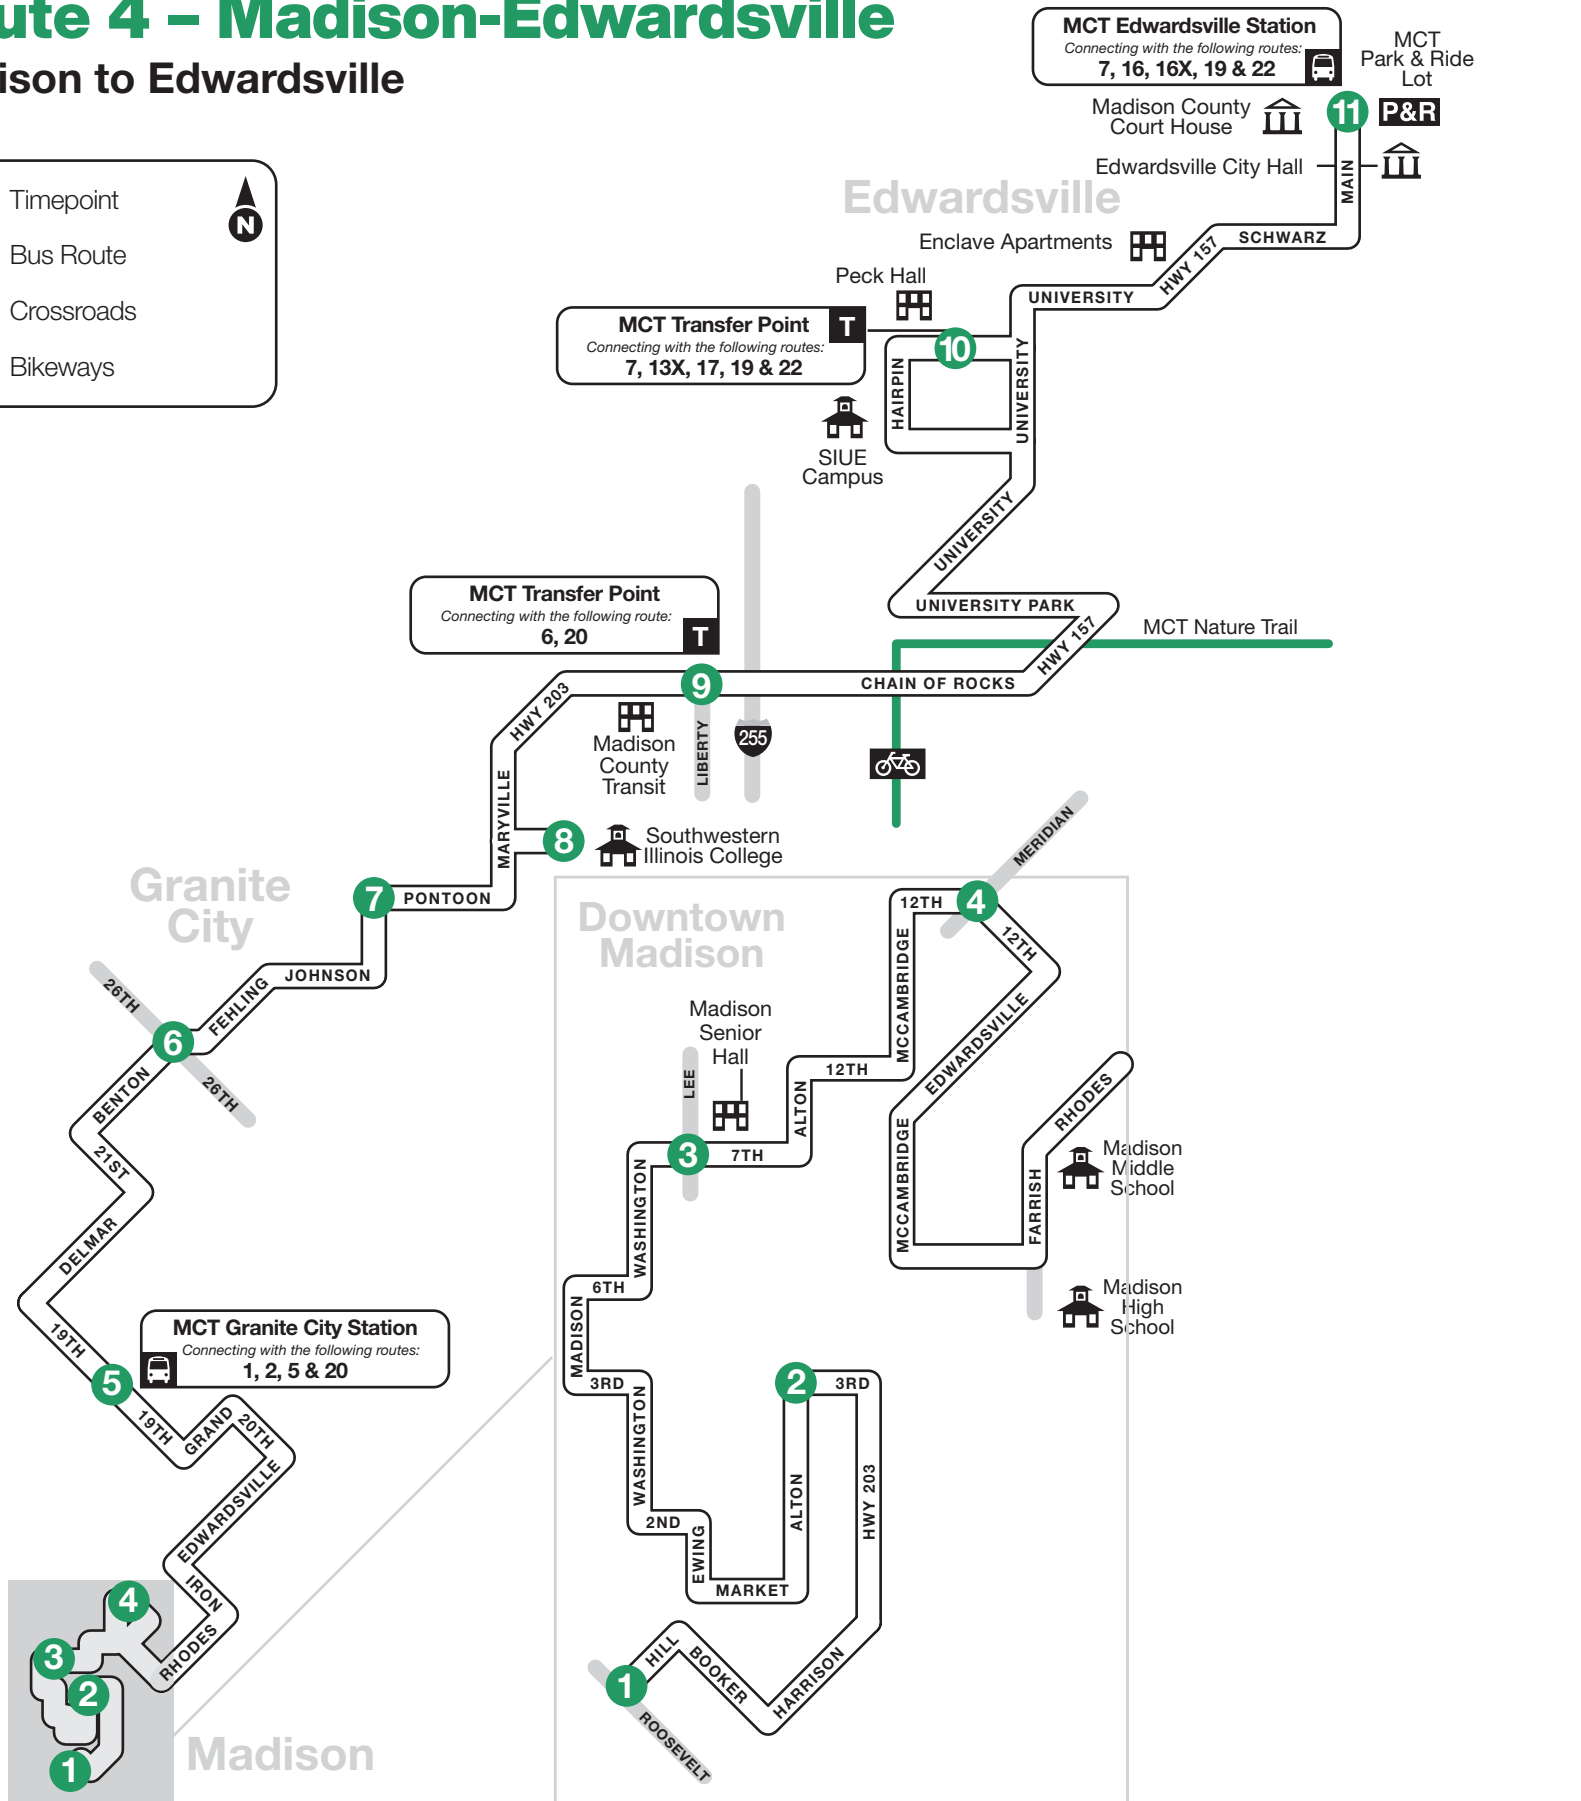 ute 4 – Madison-Edwardsville
ison to Edwardsville
MCT Edwardsville Station
Connecting with the following routes:
7, 16, 16X, 19 & 22
MCT
Park & Ride
Lot
Madison County
Court House
11
P&R
Edwardsville City Hall
MAIN
Timepoint
N
Bus Route
Crossroads
Bikeways
Edwardsville
Enclave Apartments
SCHWARZ
HWY 157
Peck Hall
UNIVERSITY
MCT Transfer Point
T
Connecting with the following routes:
7, 13X, 17, 19 & 22
10
HAIRPIN
UNIVERSITY
SIUE
Campus
UNIVERSITY
UNIVERSITY PARK
HWY 157
MCT Nature Trail
MCT Transfer Point
Connecting with the following route:
6, 20
T
9
CHAIN OF ROCKS
HWY 203
Madison
County
Transit
LIBERTY
255
MARYVILLE
8
Southwestern
Illinois College
Granite
City
7
PONTOON
JOHNSON
FEHLING
26TH
6
26TH
BENTON
21ST
DELMAR
19TH
MCT Granite City Station
Connecting with the following routes:
1, 2, 5 & 20
5
19TH
GRAND
20TH
EDWARDSVILLE
IRON
RHODES
4
3
2
1
Madison
Downtown
Madison
MERIDIAN
12TH
4
12TH
MCCAMBRIDGE
EDWARDSVILLE
Madison
Senior
Hall
LEE
12TH
ALTON
3
7TH
RHODES
Madison
Middle
School
MCCAMBRIDGE
FARRISH
WASHINGTON
6TH
MADISON
Madison
High
School
3RD
2
3RD
WASHINGTON
ALTON
HWY 203
2ND
EWING
MARKET
HILL
BOOKER
HARRISON
1
ROOSEVELT